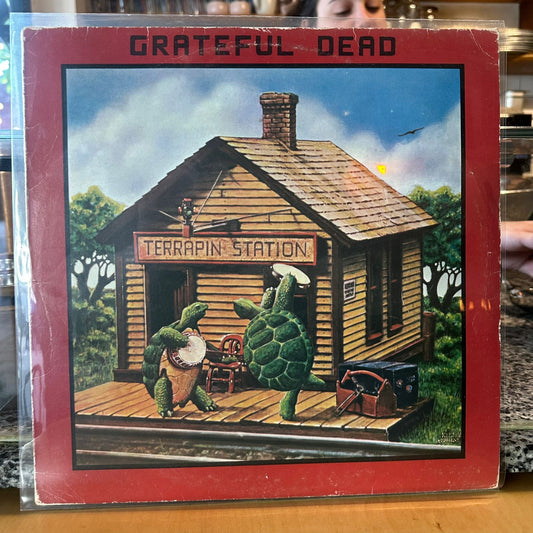 GRATEFUL DEAD
TERRAPIN STATION